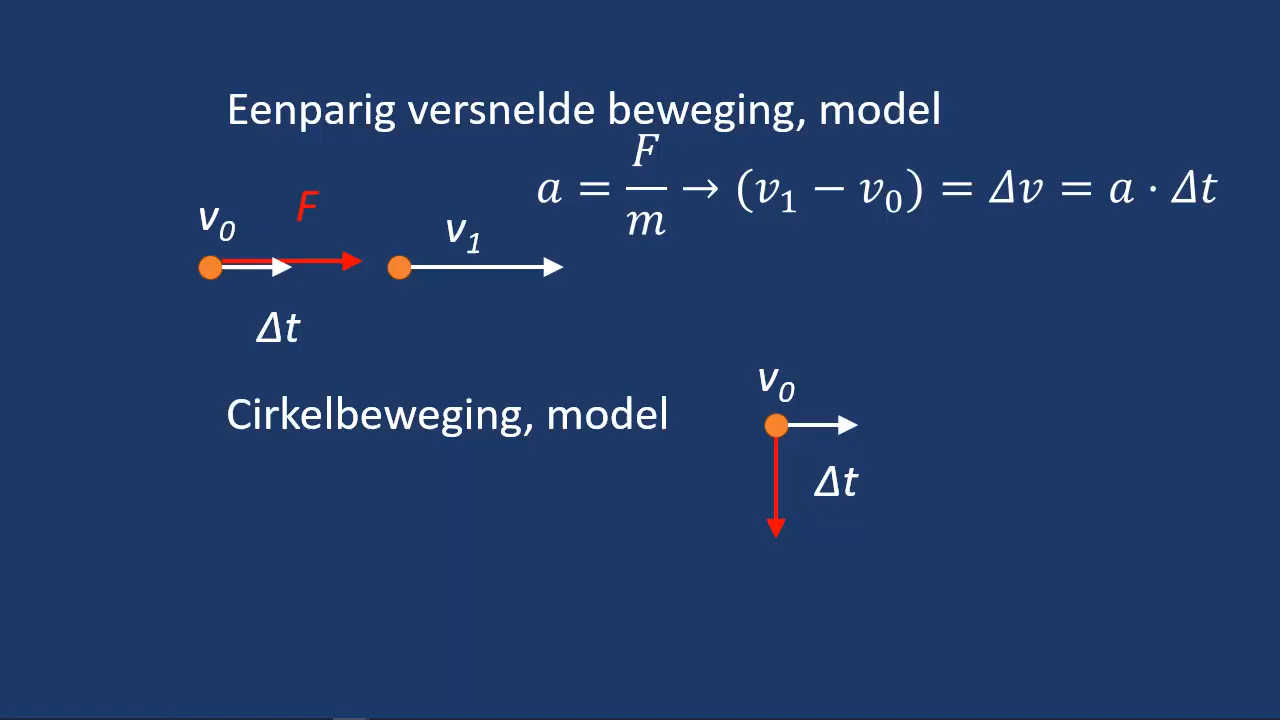 Eenparig versnelde beweging, model
a = F/m → (v₁ − v₀) = Δv = a · Δt
v₀ F v₁
Δt
v₀
Cirkelbeweging, model
Δt